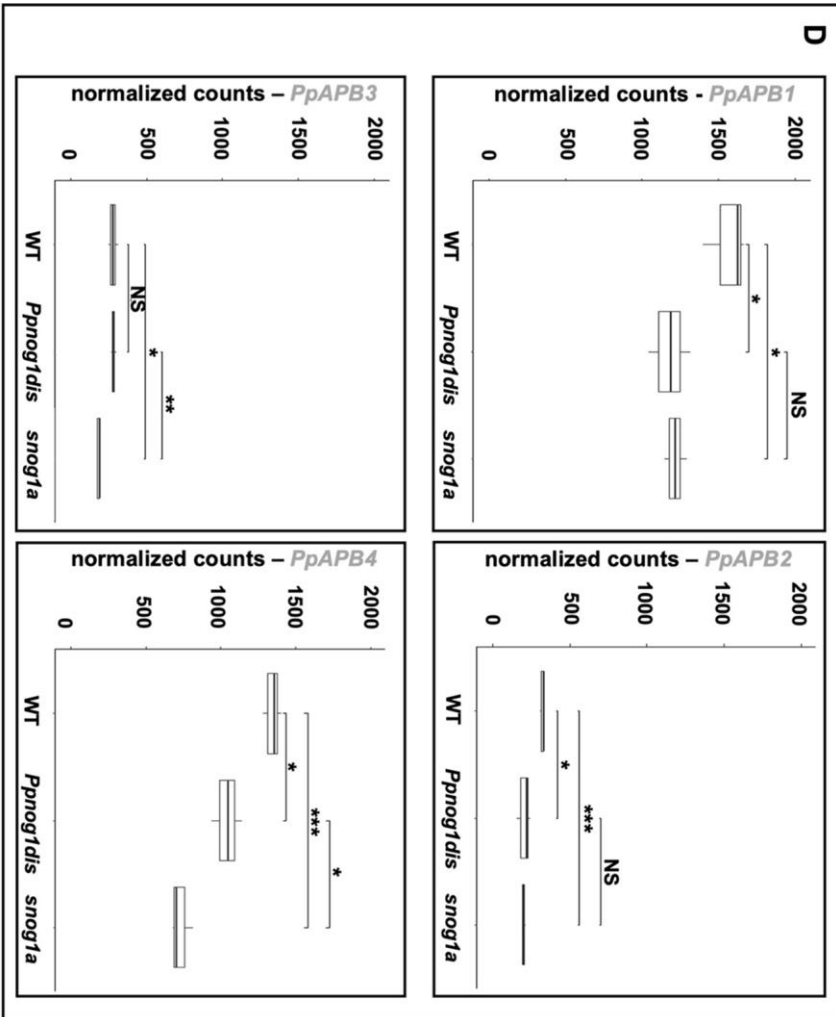 D
normalized counts - PpAPB1
2000
1500
1000
500
0
*
*
NS
WT
Ppnog1dis
snog1a
normalized counts – PpAPB2
2000
1500
1000
500
0
*
***
NS
WT
Ppnog1dis
snog1a
normalized counts – PpAPB3
2000
1500
1000
500
0
NS
*
**
WT
Ppnog1dis
snog1a
normalized counts – PpAPB4
2000
1500
1000
500
0
*
***
*
WT
Ppnog1dis
snog1a